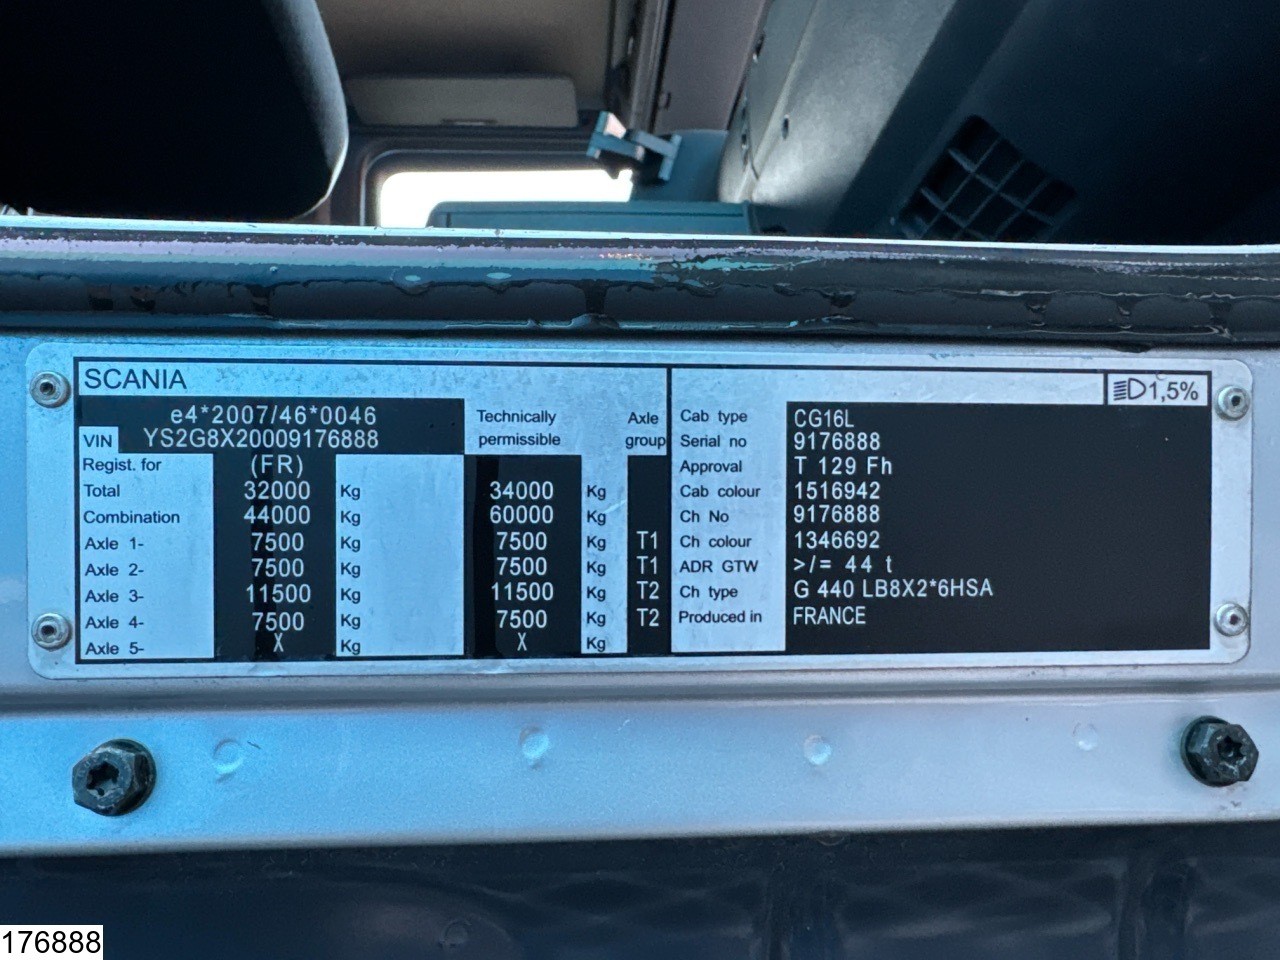 SCANIA
e4*2007/46*0046
VIN YS2G8X20009176888
Technically permissible
Axle group
Regist. for (FR)
Total 32000 Kg 34000 Kg
Combination 44000 Kg 60000 Kg
Axle 1- 7500 Kg 7500 Kg T1
Axle 2- 7500 Kg 7500 Kg T1
Axle 3- 11500 Kg 11500 Kg T2
Axle 4- 7500 Kg 7500 Kg T2
Axle 5- X Kg X Kg
1,5%
Cab type CG16L
Serial no 9176888
Approval T 129 Fh
Cab colour 1516942
Ch No 9176888
Ch colour 1346692
ADR GTW >/= 44 t
Ch type G 440 LB8X2*6HSA
Produced in FRANCE
176888